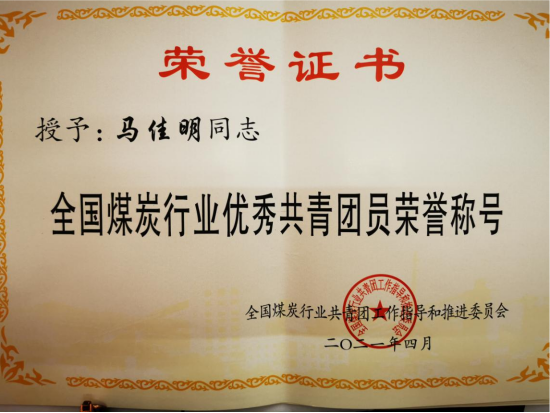 荣誉证书
授予：马佳明同志
全国煤炭行业优秀共青团员荣誉称号
全国煤炭行业共青团工作指导和推进委员会
二〇二一年四月